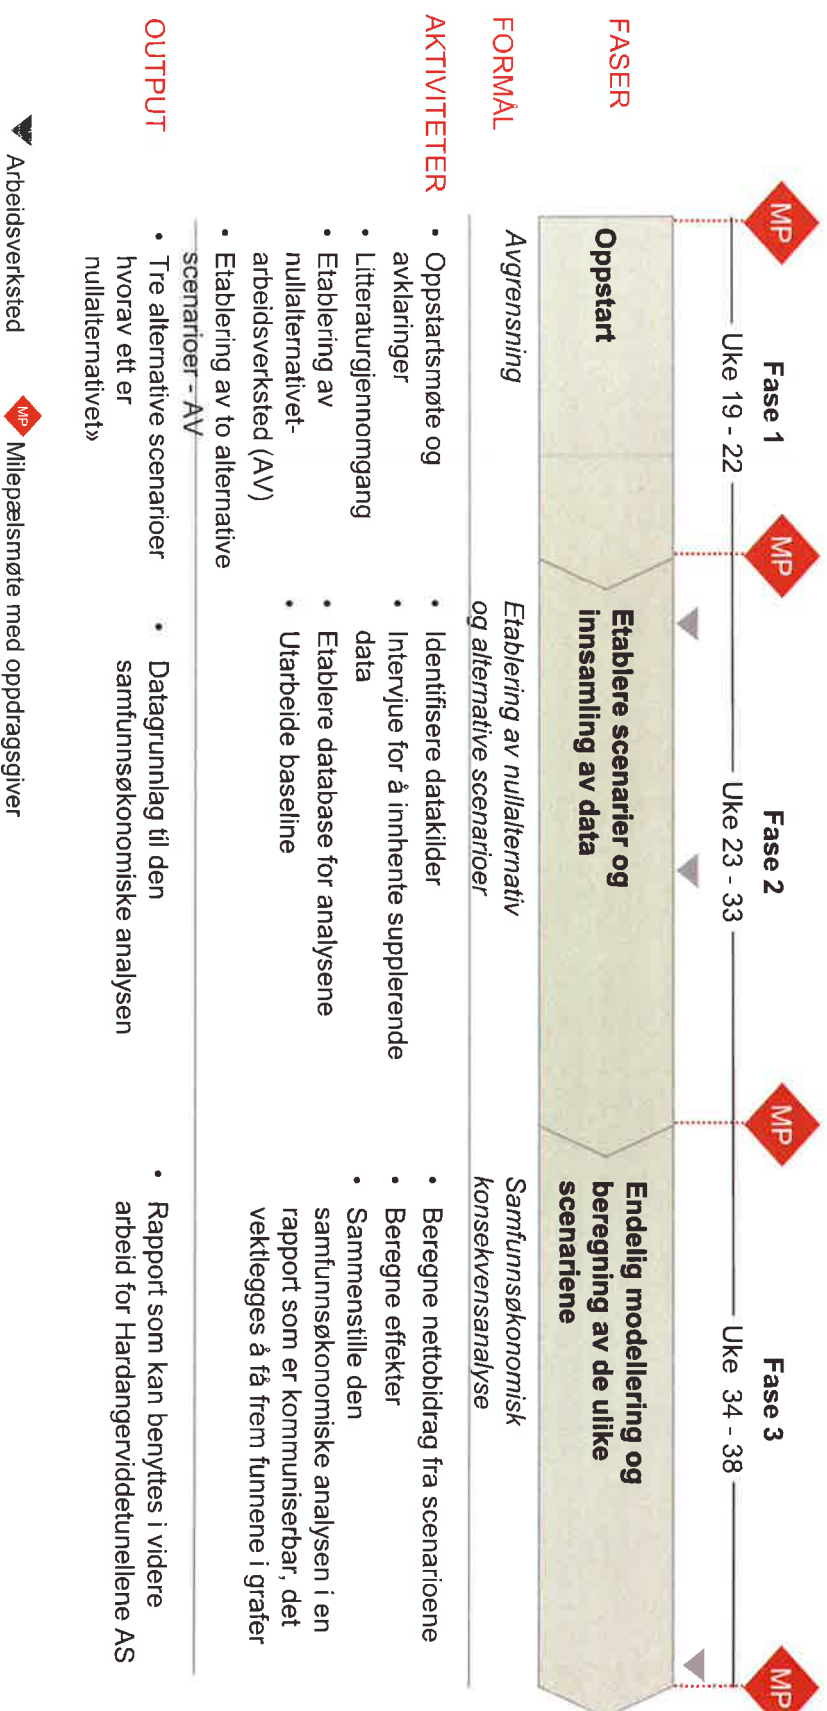 MP
MP
MP
MP
Fase 1
Uke 19 - 22
Fase 2
Uke 23 - 33
Fase 3
Uke 34 - 38
FASER
Oppstart
Etablere scenarier og
innsamling av data
Endelig modellering og
beregning av de ulike
scenariene
FORMÅL
Avgrensning
Etablering av nullalternativ
og alternative scenarioer
Samfunnsøkonomisk
konsekvensanalyse
AKTIVITETER
• Oppstartsmøte og
avklaringer
• Litteraturgjennomgang
• Etablering av
nullalternativet-
arbeidsverksted (AV)
• Etablering av to alternative
scenarioer - AV
• Identifisere datakilder
• Intervjue for å innhente supplerende
data
• Etablere database for analysene
• Utarbeide baseline
• Beregne nettobidrag fra scenarioene
• Beregne effekter
• Sammenstille den
samfunnsøkonomiske analysen i en
rapport som er kommuniserbar, det
vektlegges å få frem funnene i grafer
OUTPUT
• Tre alternative scenarioer
hvorav ett er
nullalternativet»
• Datagrunnlag til den
samfunnsøkonomiske analysen
• Rapport som kan benyttes i videre
arbeid for Hardangerviddetunellene AS
Arbeidsverksted
MP Milepælsmøte med oppdragsgiver